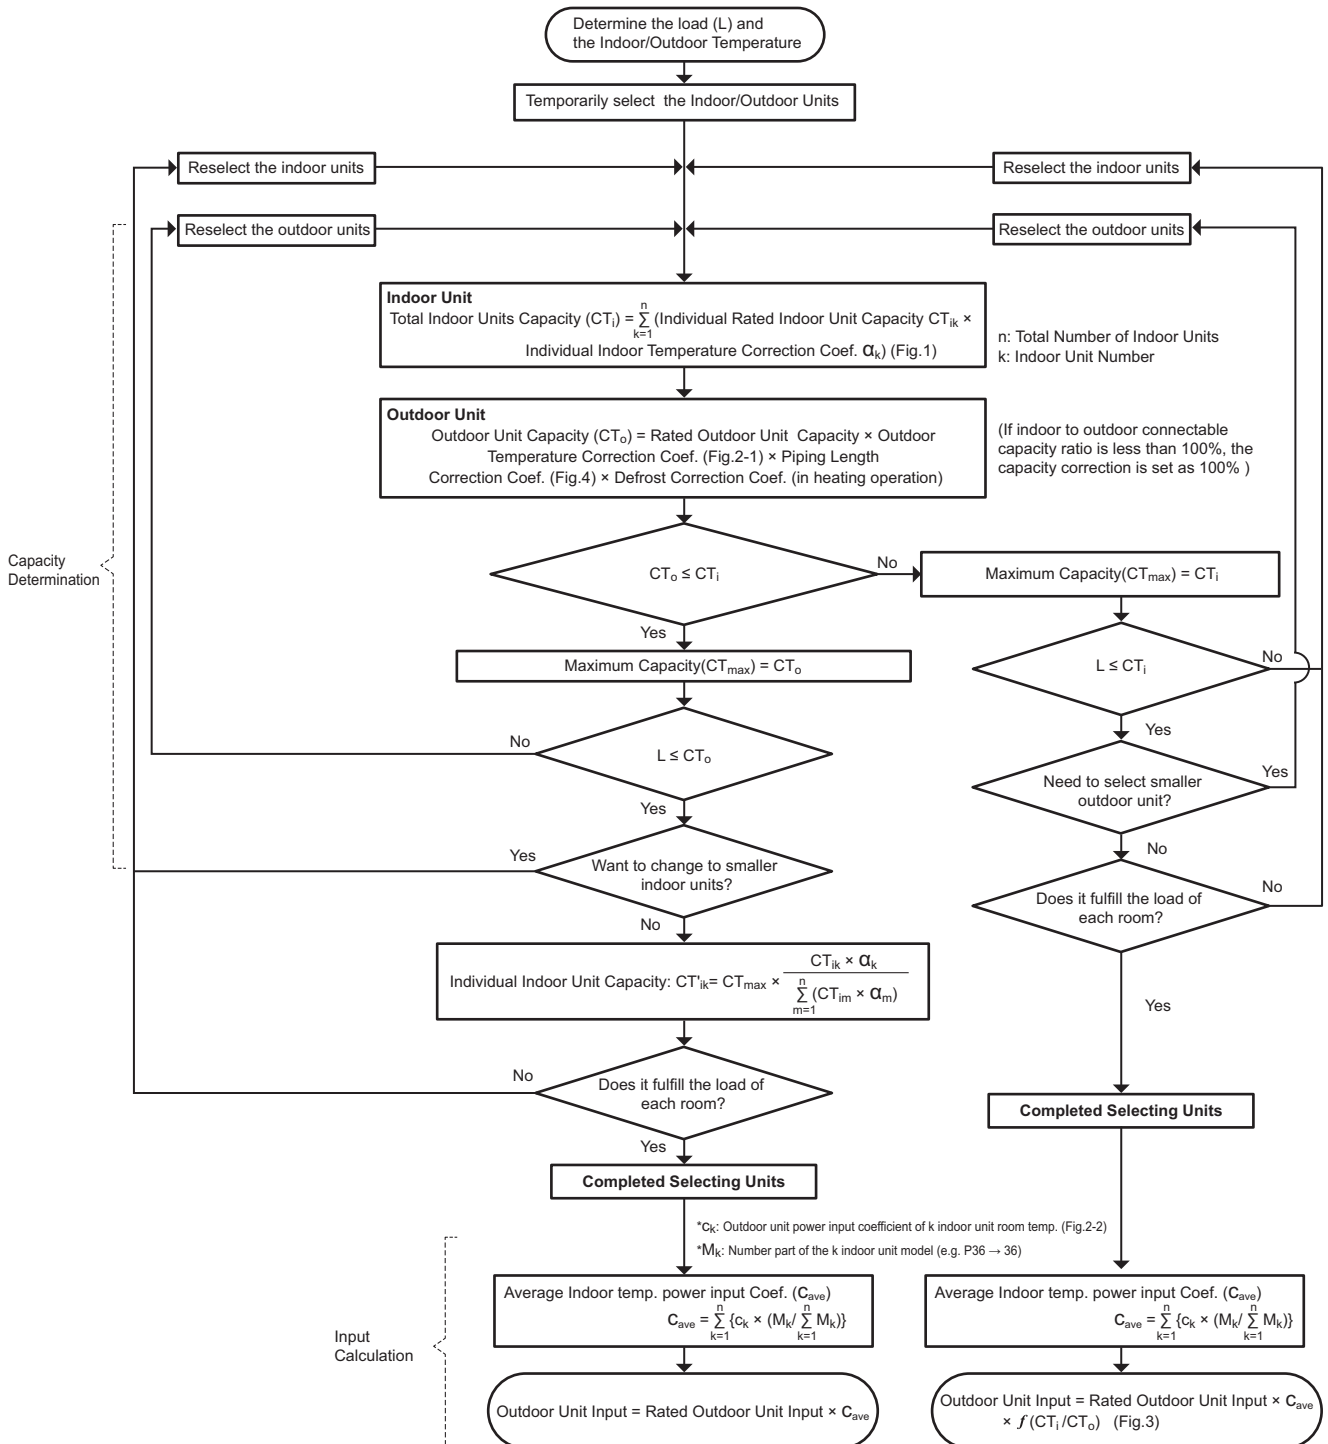 Determine the load (L) and
the Indoor/Outdoor Temperature
Temporarily select the Indoor/Outdoor Units
Reselect the indoor units
Reselect the indoor units
Reselect the outdoor units
Reselect the outdoor units
Indoor Unit
Total Indoor Units Capacity (CTi) = n∑k=1 (Individual Rated Indoor Unit Capacity CTik ×
Individual Indoor Temperature Correction Coef. αk) (Fig.1)
n: Total Number of Indoor Units
k: Indoor Unit Number
Outdoor Unit
Outdoor Unit Capacity (CTo) = Rated Outdoor Unit Capacity × Outdoor
Temperature Correction Coef. (Fig.2-1) × Piping Length
Correction Coef. (Fig.4) × Defrost Correction Coef. (in heating operation)
(If indoor to outdoor connectable
capacity ratio is less than 100%, the
capacity correction is set as 100% )
Capacity
Determination
CTo ≤ CTi
No
Maximum Capacity(CTmax) = CTi
Yes
Maximum Capacity(CTmax) = CTo
L ≤ CTi
No
Yes
No
L ≤ CTo
Yes
Need to select smaller
outdoor unit?
Yes
No
Yes
Want to change to smaller
indoor units?
No
Does it fulfill the load of
each room?
No
Yes
Individual Indoor Unit Capacity: CT'ik= CTmax × CTik × αk / n∑m=1 (CTim × αm)
No
Does it fulfill the load of
each room?
Yes
Completed Selecting Units
Completed Selecting Units
*ck: Outdoor unit power input coefficient of k indoor unit room temp. (Fig.2-2)
*Mk: Number part of the k indoor unit model (e.g. P36 → 36)
Input
Calculation
Average Indoor temp. power input Coef. (Cave)
Cave = n∑k=1 {ck × (Mk/ n∑k=1 Mk)}
Average Indoor temp. power input Coef. (Cave)
Cave = n∑k=1 {ck × (Mk/ n∑k=1 Mk)}
Outdoor Unit Input = Rated Outdoor Unit Input × Cave
Outdoor Unit Input = Rated Outdoor Unit Input × Cave
× f (CTi /CTo) (Fig.3)